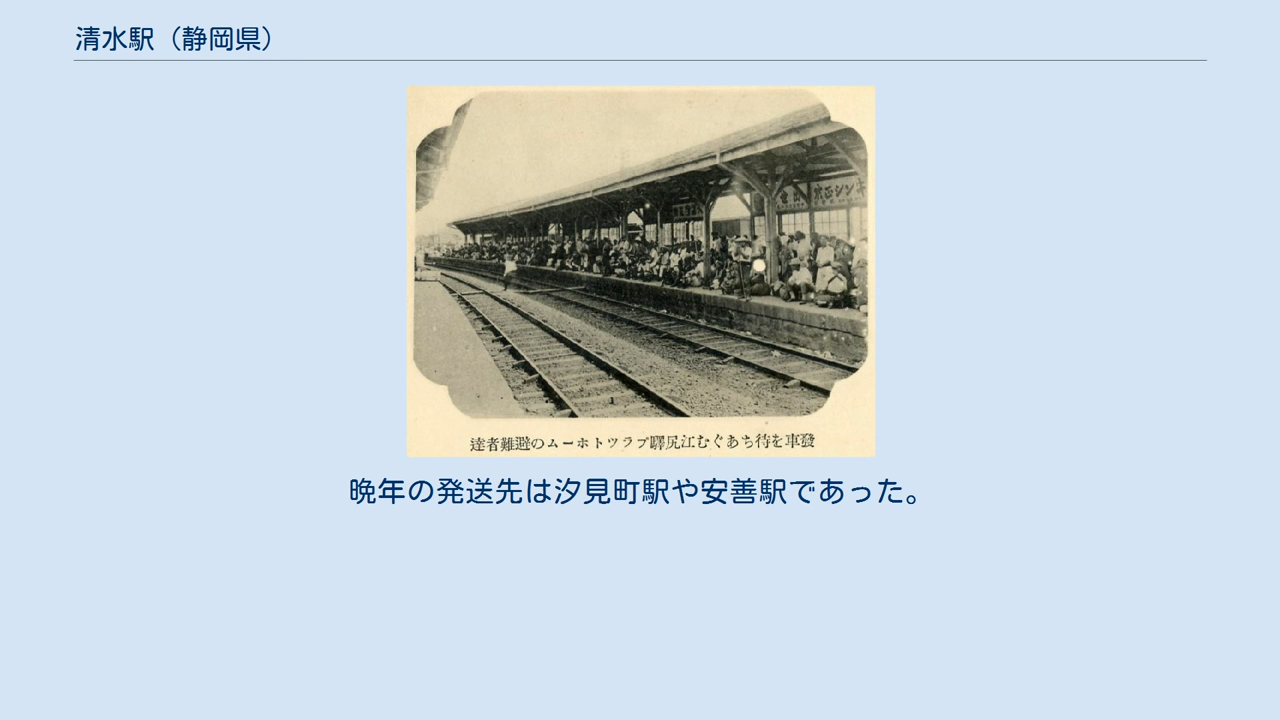 清水駅（静岡県）
發車を待ちあぐむ江尻驛プラツトホームの避難者達
晩年の発送先は汐見町駅や安善駅であった。